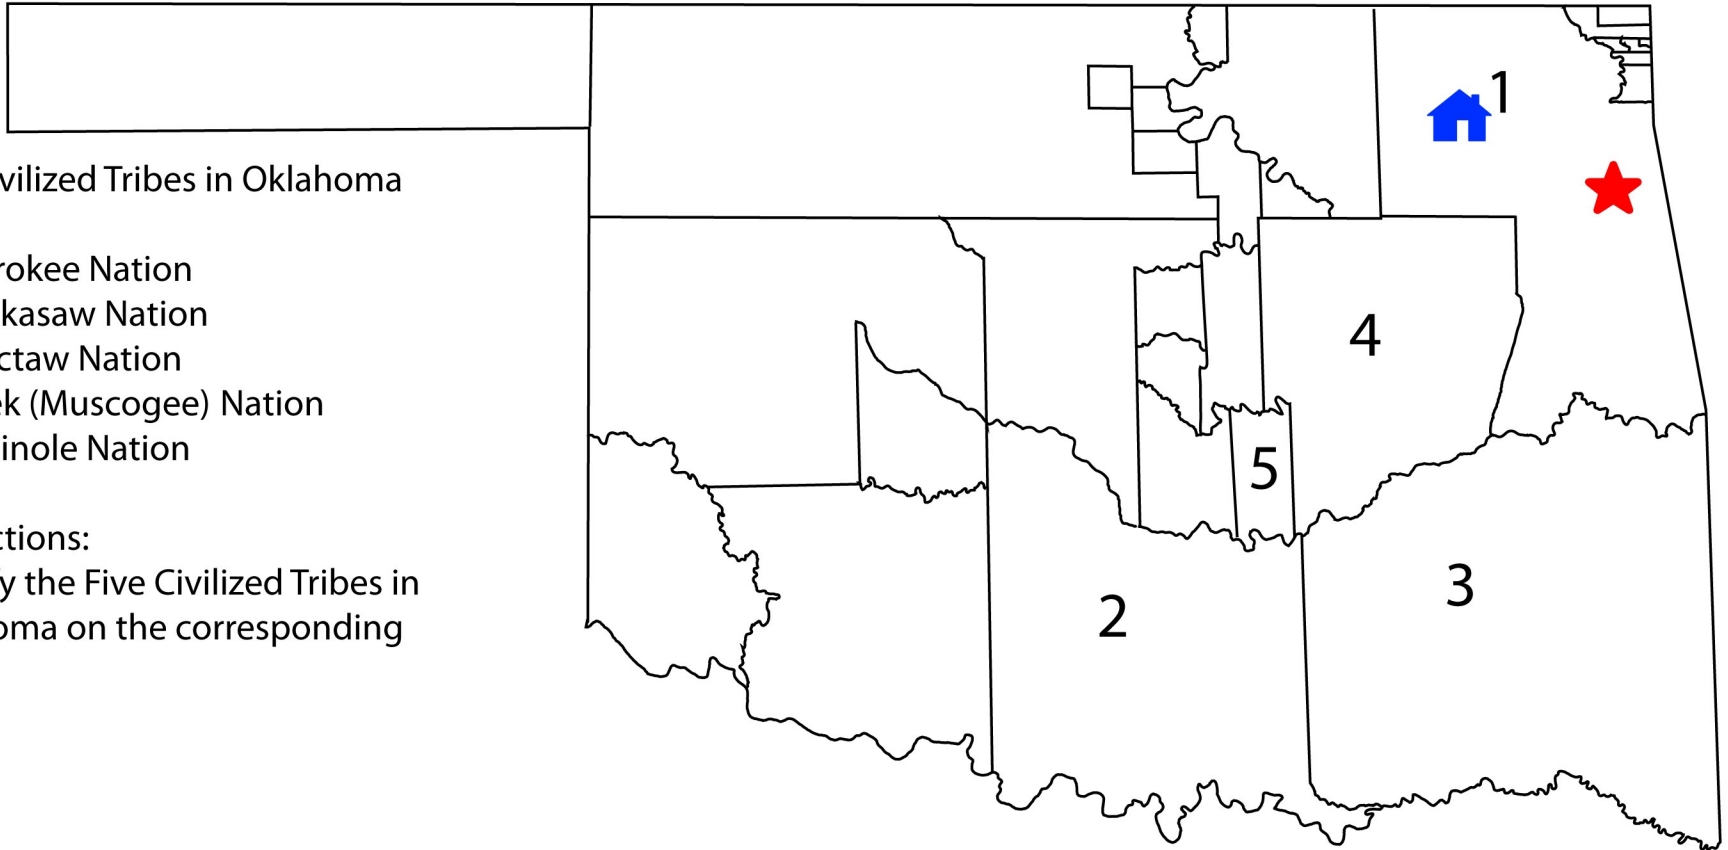 vilized Tribes in Oklahoma
rokee Nation
kasaw Nation
ctaw Nation
ek (Muscogee) Nation
inole Nation
ctions:
y the Five Civilized Tribes in
oma on the corresponding
1
4
5
2
3